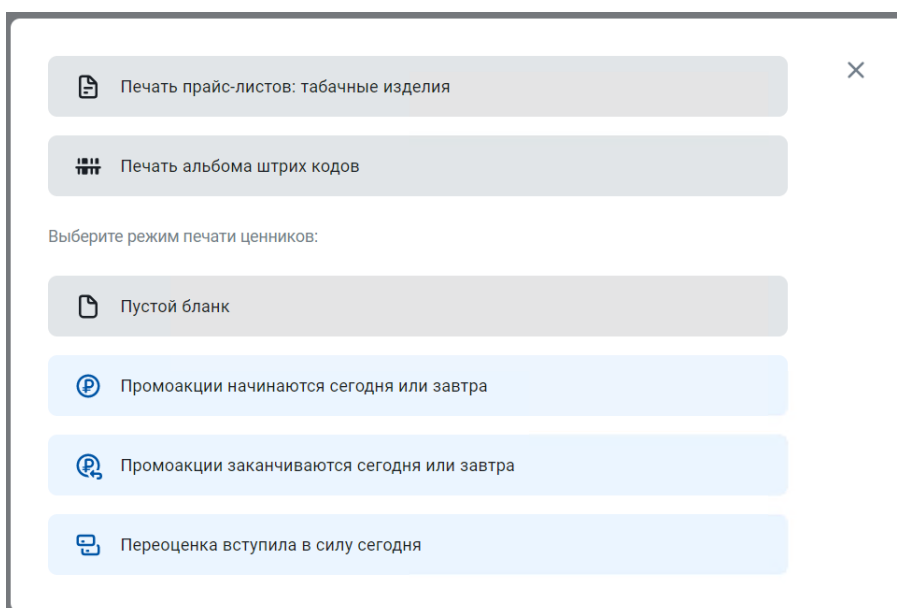 Печать прайс-листов: табачные изделия
Печать альбома штрих кодов
Выберите режим печати ценников:
Пустой бланк
Промоакции начинаются сегодня или завтра
Промоакции заканчиваются сегодня или завтра
Переоценка вступила в силу сегодня